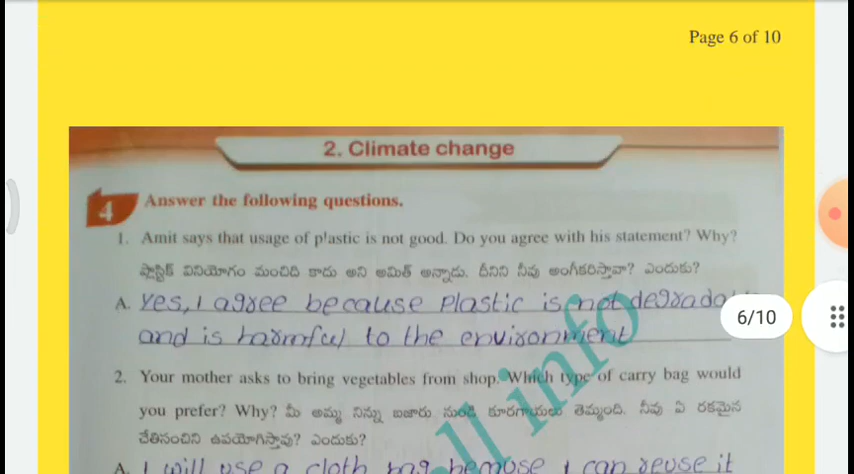 Page 6 of 10
2. Climate change
4 Answer the following questions.
1. Amit says that usage of plastic is not good. Do you agree with his statement? Why?
ప్లాస్టిక్ వినియోగం మంచిది కాదు అని అమిత్ అన్నాడు. దీనిని నీవు అంగీకరిస్తావా? ఎందుకు?
A. Yes, I agree because Plastic is not
and is harmful to the environment
6/10
2. Your mother asks to bring vegetables from shop. Which type of carry bag would
you prefer? Why? మీ అమ్మ నిన్ను బజారు నుండి కూరగాయలు తెమ్మంది. నీవు ఏ రకమైన
చేతిసంచిని ఉపయోగిస్తావు? ఎందుకు?
A. I will use a cloth bag I can reuse it
ll info